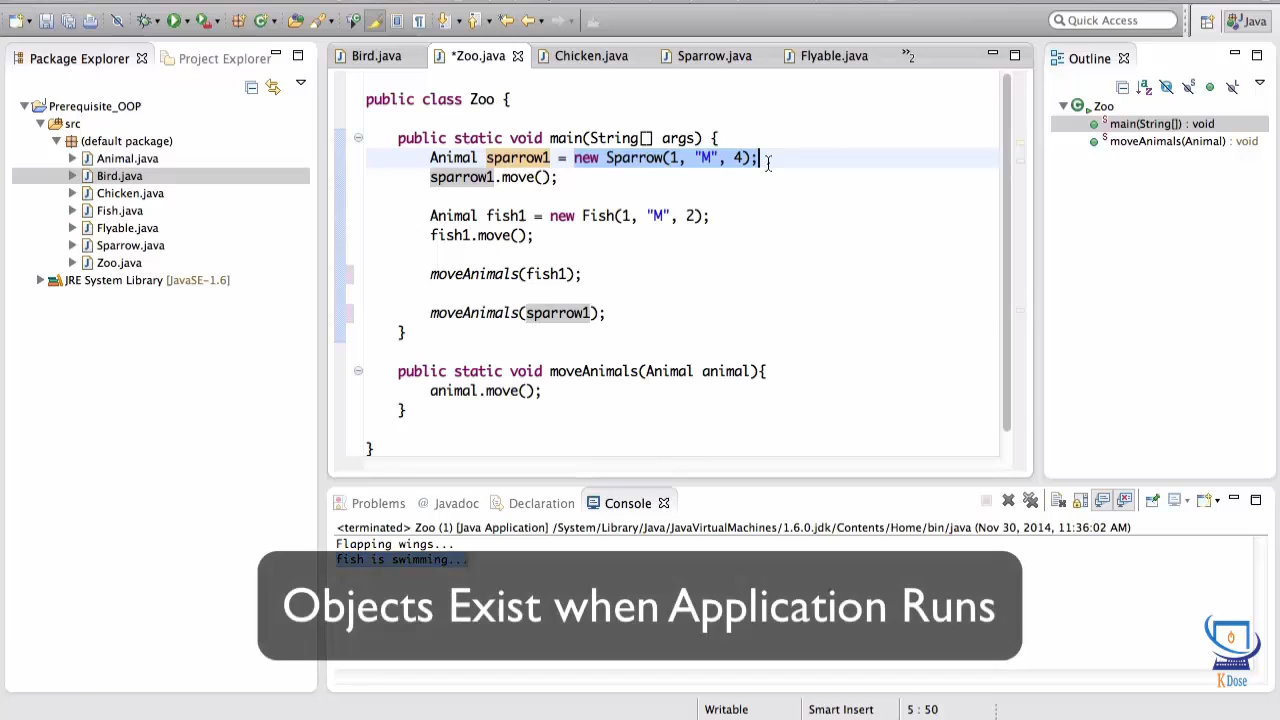 Quick Access
Java
Package Explorer
Project Explorer
Prerequisite_OOP
src
(default package)
Animal.java
Bird.java
Chicken.java
Fish.java
Flyable.java
Sparrow.java
Zoo.java
JRE System Library [JavaSE-1.6]
Bird.java
*Zoo.java
Chicken.java
Sparrow.java
Flyable.java
»2
public class Zoo {
public static void main(String[] args) {
Animal sparrow1 = new Sparrow(1, "M", 4);
sparrow1.move();
Animal fish1 = new Fish(1, "M", 2);
fish1.move();
moveAnimals(fish1);
moveAnimals(sparrow1);
}
public static void moveAnimals(Animal animal){
animal.move();
}
}
Outline
Zoo
main(String[]) : void
moveAnimals(Animal) : void
Problems
@ Javadoc
Declaration
Console
<terminated> Zoo (1) [Java Application] /System/Library/Java/JavaVirtualMachines/1.6.0.jdk/Contents/Home/bin/java (Nov 30, 2014, 11:36:02 AM)
Flapping wings...
fish is swimming...
Objects Exist when Application Runs
K Dose
Writable
Smart Insert
5 : 50